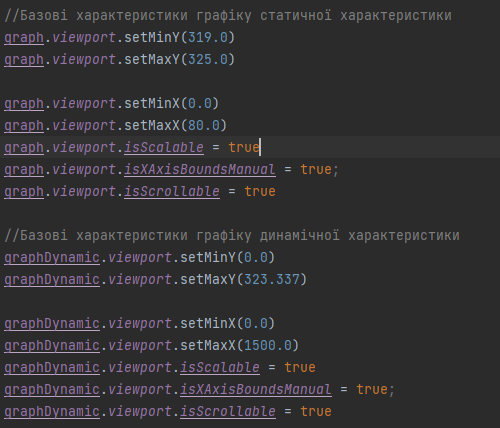 //Базові характеристики графіку статичної характеристики
graph.viewport.setMinY(319.0)
graph.viewport.setMaxY(325.0)
graph.viewport.setMinX(0.0)
graph.viewport.setMaxX(80.0)
graph.viewport.isScalable = true
graph.viewport.isXAxisBoundsManual = true;
graph.viewport.isScrollable = true
//Базові характеристики графіку динамічної характеристики
graphDynamic.viewport.setMinY(0.0)
graphDynamic.viewport.setMaxY(323.337)
graphDynamic.viewport.setMinX(0.0)
graphDynamic.viewport.setMaxX(1500.0)
graphDynamic.viewport.isScalable = true
graphDynamic.viewport.isXAxisBoundsManual = true;
graphDynamic.viewport.isScrollable = true